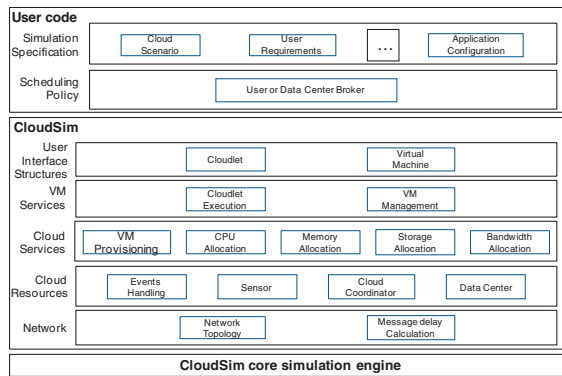 User code
Simulation
Specification
Cloud
Scenario
User
Requirements
...
Application
Configuration
Scheduling
Policy
User or Data Center Broker
CloudSim
User
Interface
Structures
Cloudlet
Virtual
Machine
VM
Services
Cloudlet
Execution
VM
Management
Cloud
Services
VM
Provisioning
CPU
Allocation
Memory
Allocation
Storage
Allocation
Bandwidth
Allocation
Cloud
Resources
Events
Handling
Sensor
Cloud
Coordinator
Data Center
Network
Network
Topology
Message delay
Calculation
CloudSim core simulation engine